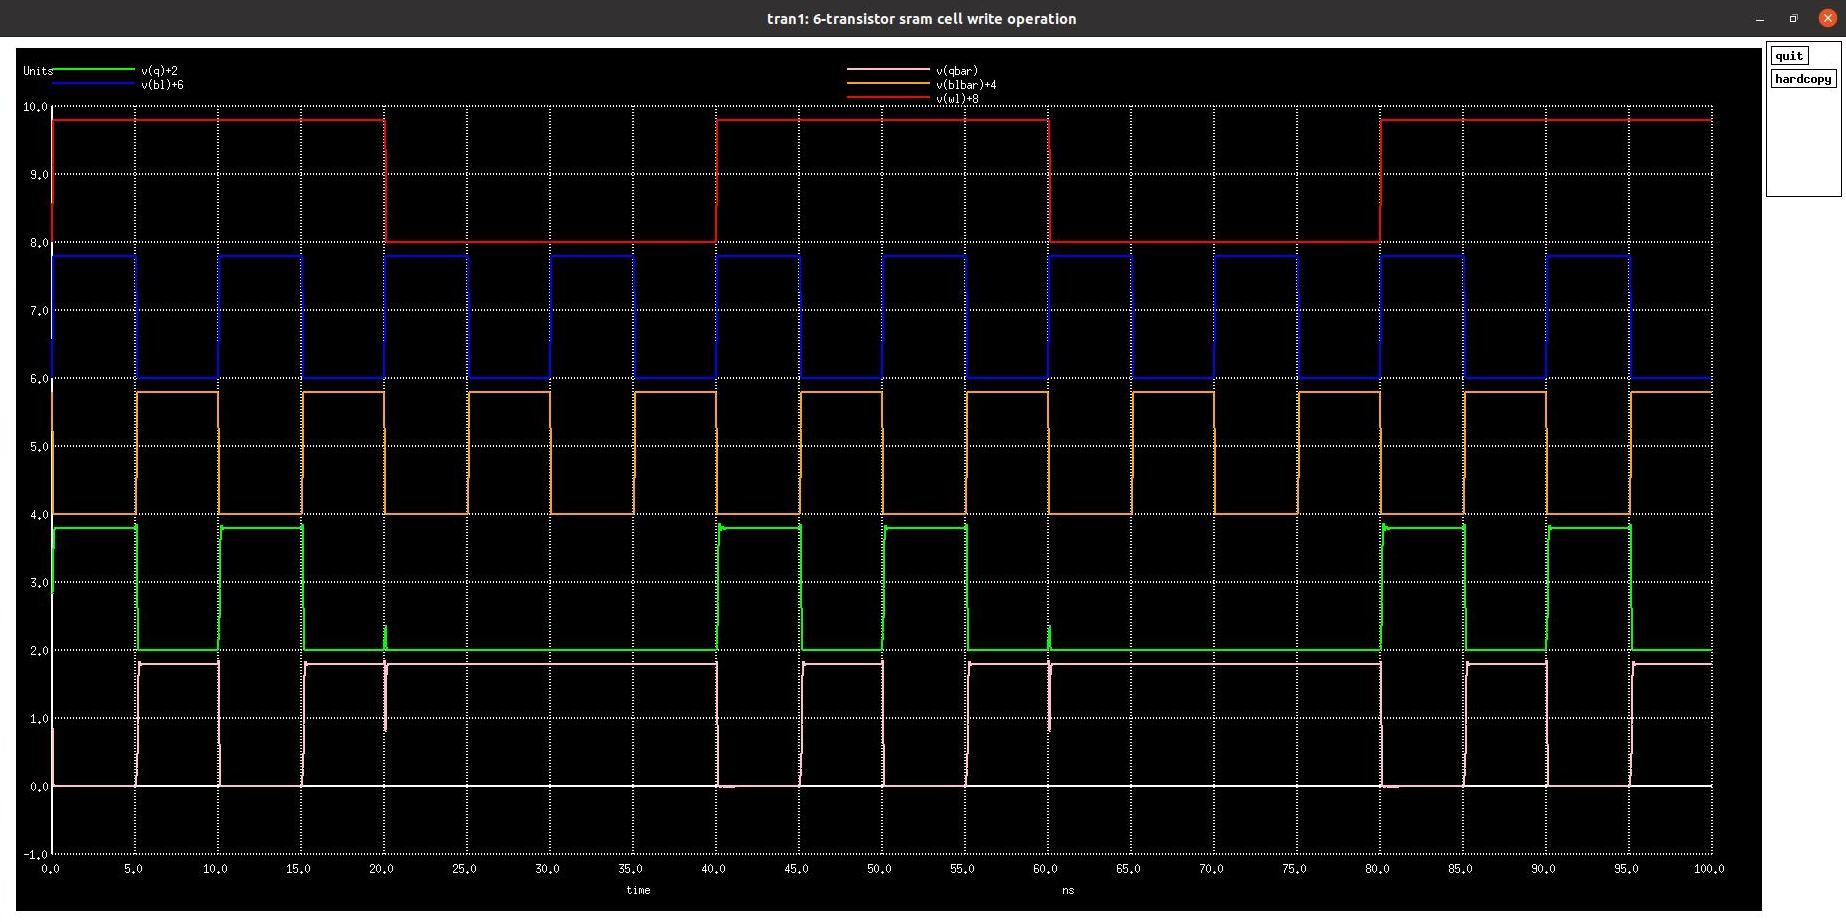 tran1: 6-transistor sram cell write operation
quit
hardcopy
Units v(q)+2 v(qbar)
v(bl)+6 v(blbar)+4
v(wl)+8
10.0
9.0
8.0
7.0
6.0
5.0
4.0
3.0
2.0
1.0
0.0
-1.0
0.0 5.0 10.0 15.0 20.0 25.0 30.0 35.0 40.0 45.0 50.0 55.0 60.0 65.0 70.0 75.0 80.0 85.0 90.0 95.0 100.0
time ns